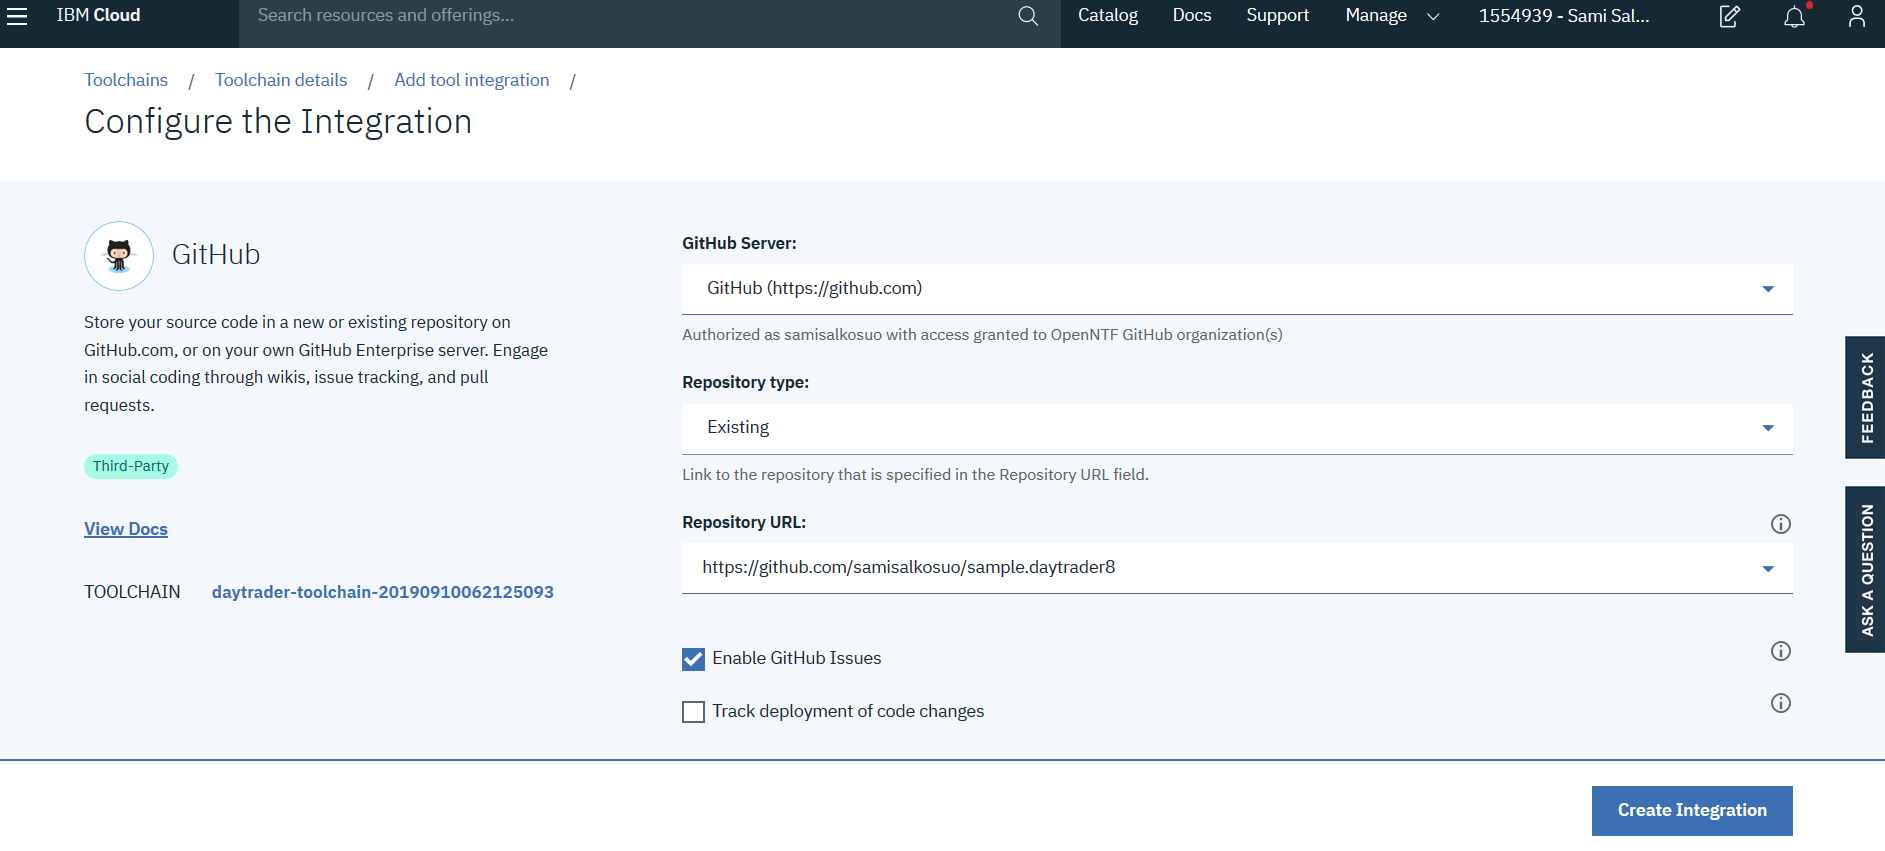 IBM Cloud
Search resources and offerings...
Catalog
Docs
Support
Manage
1554939 - Sami Sal...
Toolchains / Toolchain details / Add tool integration /
Configure the Integration
GitHub
Store your source code in a new or existing repository on
GitHub.com, or on your own GitHub Enterprise server. Engage
in social coding through wikis, issue tracking, and pull
requests.
Third-Party
View Docs
TOOLCHAIN daytrader-toolchain-20190910062125093
GitHub Server:
GitHub (https://github.com)
Authorized as samisalkosuo with access granted to OpenNTF GitHub organization(s)
Repository type:
Existing
Link to the repository that is specified in the Repository URL field.
Repository URL:
https://github.com/samisalkosuo/sample.daytrader8
Enable GitHub Issues
Track deployment of code changes
FEEDBACK
ASK A QUESTION
Create Integration